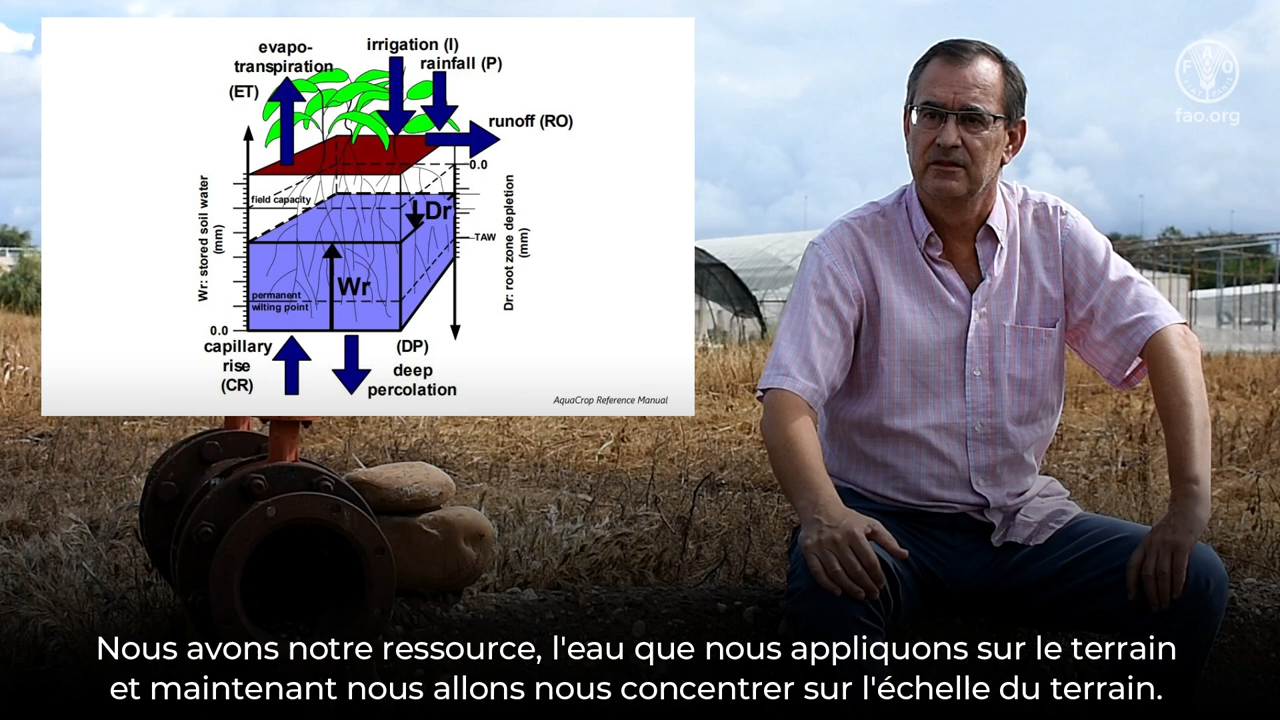 evapo-
transpiration
(ET)
irrigation (I)
rainfall (P)
runoff (RO)
0.0
field capacity
Dr
TAW
Wr: stored soil water
(mm)
Dr: root zone depletion
(mm)
Wr
permanent
wilting point
0.0
capillary
rise
(CR)
(DP)
deep
percolation
AquaCrop Reference Manual
F A O
fao.org
Nous avons notre ressource, l'eau que nous appliquons sur le terrain
et maintenant nous allons nous concentrer sur l'échelle du terrain.